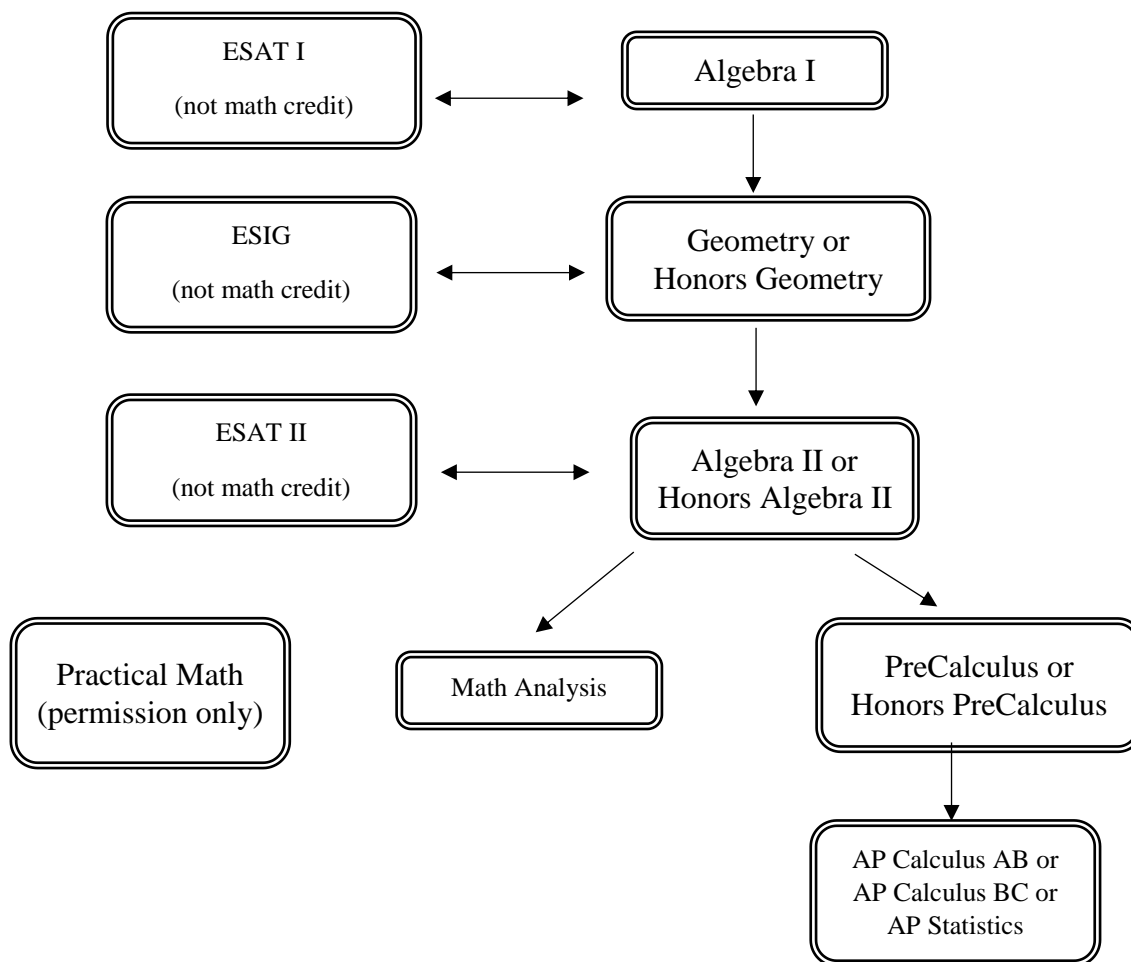 ESAT I
(not math credit)
Algebra I
ESIG
(not math credit)
Geometry or
Honors Geometry
ESAT II
(not math credit)
Algebra II or
Honors Algebra II
Practical Math
(permission only)
Math Analysis
PreCalculus or
Honors PreCalculus
AP Calculus AB or
AP Calculus BC or
AP Statistics